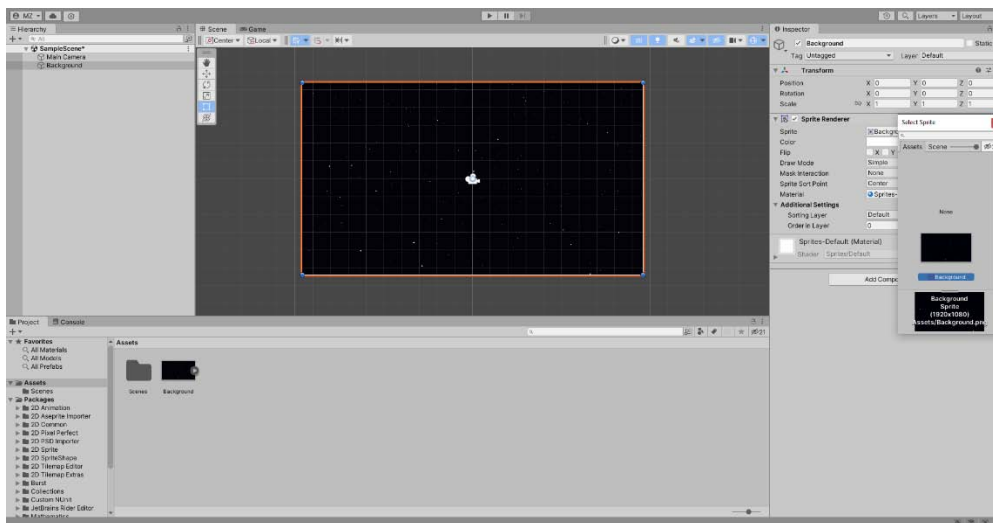 MZ
Layers
Layout
Hierarchy
All
SampleScene*
Main Camera
Background
Scene
Game
Center
Local
Inspector
Background
Static
Tag Untagged
Layer Default
Transform
Position X 0 Y 0 Z 0
Rotation X 0 Y 0 Z 0
Scale X 1 Y 1 Z 1
Sprite Renderer
Sprite
Color
Flip X Y
Draw Mode Simple
Mask Interaction None
Sprite Sort Point Center
Material Sprites-
Additional Settings
Sorting Layer Default
Order in Layer 0
Sprites-Default (Material)
Shader Sprites/Default
Add Compo
Select Sprite
Assets Scene
None
Background
Background
Sprite
(1920x1080)
Assets/Background.png
Project
Console
21
Favorites
All Materials
All Models
All Prefabs
Assets
Scenes
Packages
2D Animation
2D Aseprite Importer
2D Common
2D Pixel Perfect
2D PSD Importer
2D Sprite
2D SpriteShape
2D Tilemap Editor
2D Tilemap Extras
Burst
Collections
Custom NUnit
JetBrains Rider Editor
Mathematics
Assets
Scenes
Background